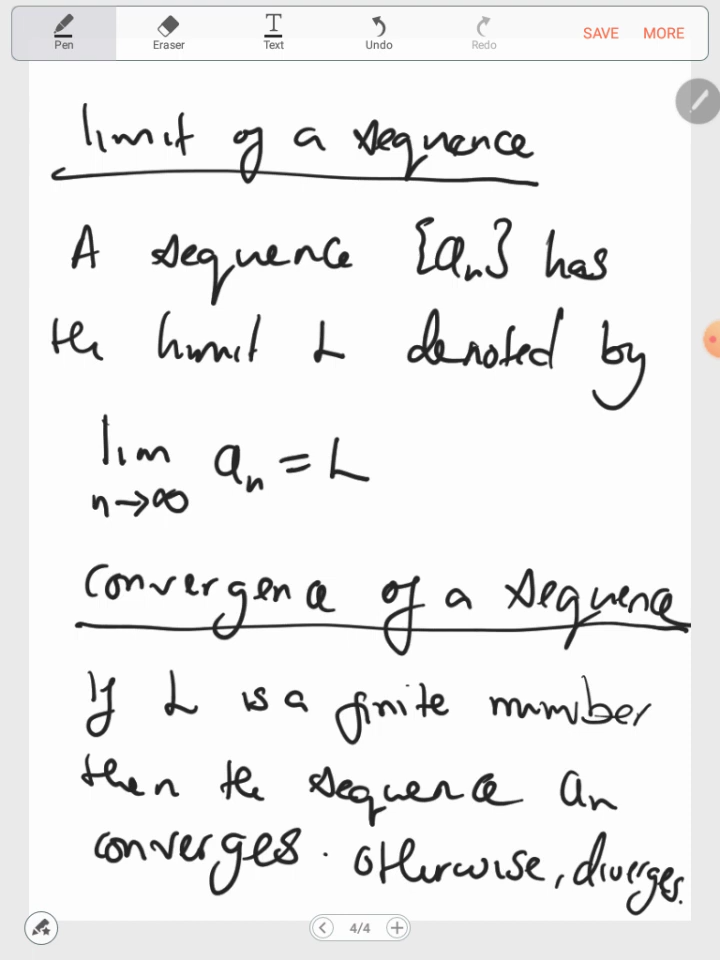 Pen Eraser Text Undo Redo SAVE MORE
limit of a sequence
A sequence {aₙ} has
the limit L denoted by
lim aₙ = L
n→∞
convergence of a sequence
If L is a finite number
then the sequence an
converges. otherwise, diverges.
4/4